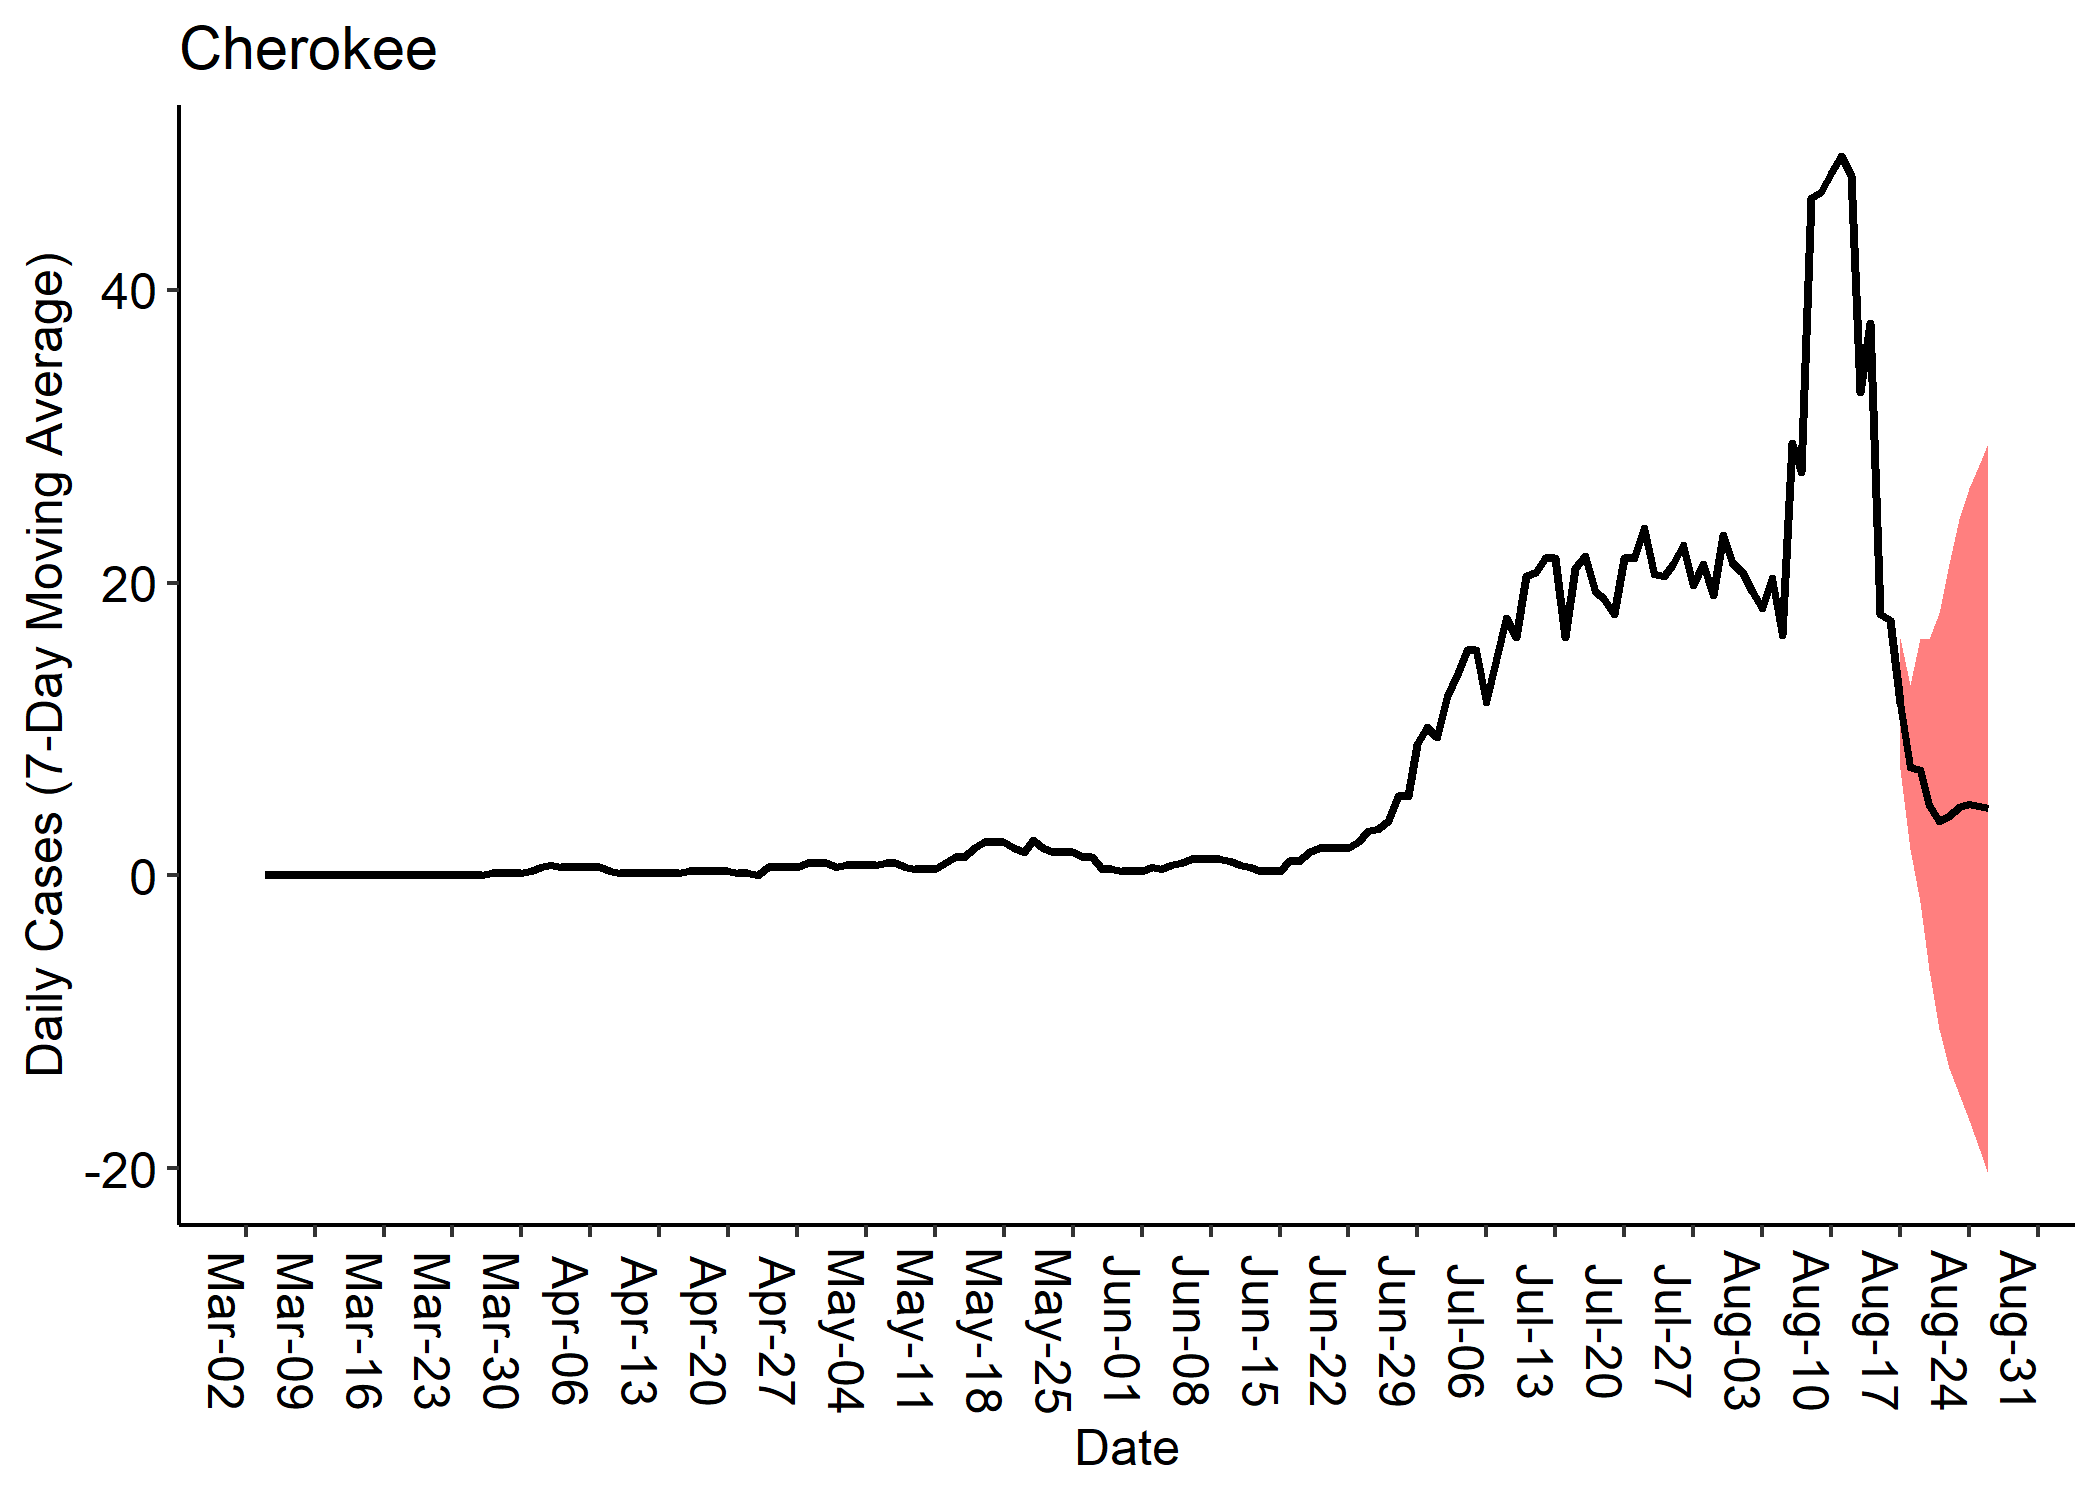 Cherokee
Daily Cases (7-Day Moving Average)
40
20
0
-20
Mar-02
Mar-09
Mar-16
Mar-23
Mar-30
Apr-06
Apr-13
Apr-20
Apr-27
May-04
May-11
May-18
May-25
Jun-01
Jun-08
Jun-15
Jun-22
Jun-29
Jul-06
Jul-13
Jul-20
Jul-27
Aug-03
Aug-10
Aug-17
Aug-24
Aug-31
Date